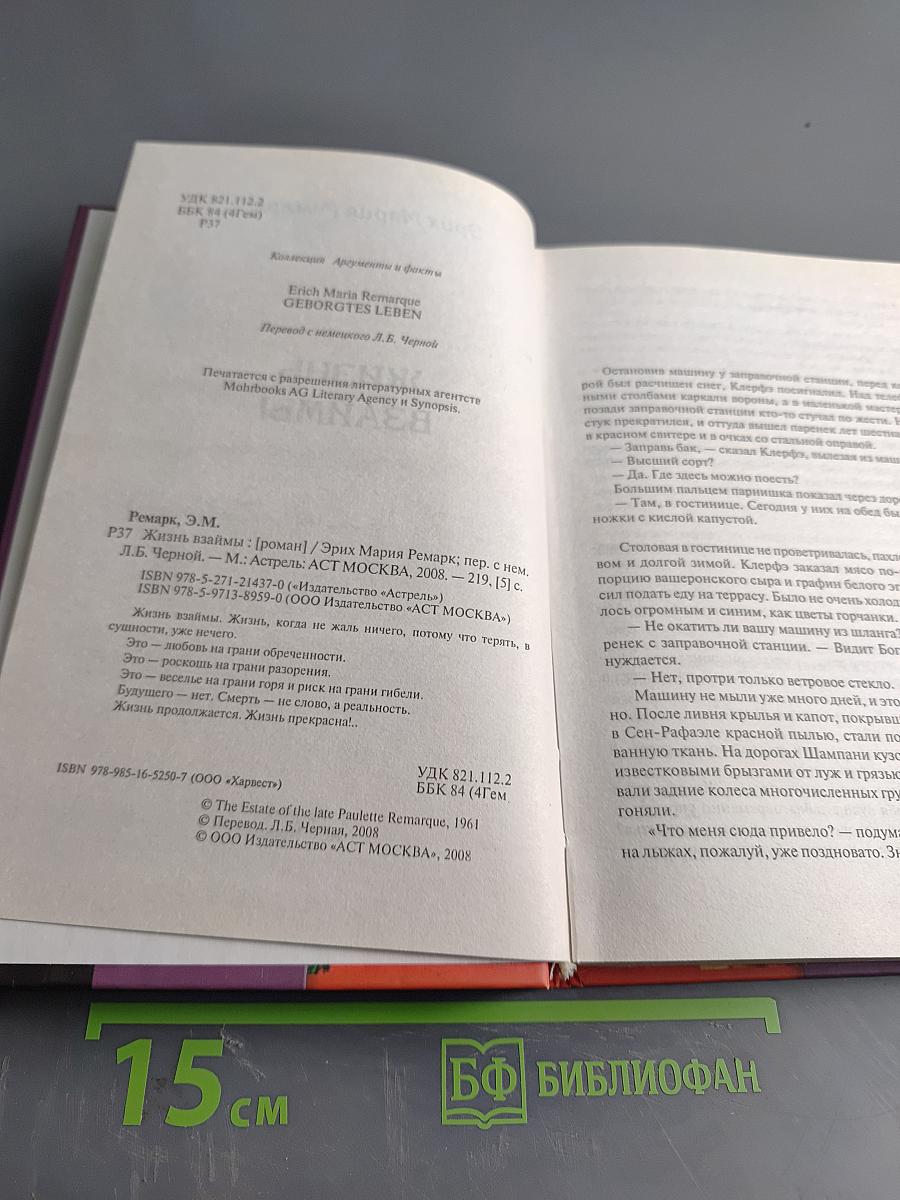 УДК 821.112.2
ББК 84 (4Гем)
Р37
Коллекция Аргументы и факты
Erich Maria Remarque
GEBORGTES LEBEN
Перевод с немецкого Л.Б. Черной
Печатается с разрешения литературных агентств
Mohrbooks AG Literary Agency и Synopsis.
Ремарк, Э.М.
Р37 Жизнь взаймы : [роман] / Эрих Мария Ремарк; пер. с нем.
Л.Б. Черной. — М.: Астрель: АСТ МОСКВА, 2008. — 219, [5] с.
ISBN 978-5-271-21437-0 («Издательство «Астрель»)
ISBN 978-5-9713-8959-0 (ООО Издательство «АСТ МОСКВА»)
Жизнь взаймы. Жизнь, когда не жаль ничего, потому что терять, в
сущности, уже нечего.
Это — любовь на грани обреченности.
Это — роскошь на грани разорения.
Это — веселье на грани горя и риск на грани гибели.
Будущего — нет. Смерть — не слово, а реальность.
Жизнь продолжается. Жизнь прекрасна!..
УДК 821.112.2
ББК 84 (4Гем
ISBN 978-985-16-5250-7 (ООО «Харвест»)
© The Estate of the late Paulette Remarque, 1961
© Перевод. Л.Б. Черная, 2008
© ООО Издательство «АСТ МОСКВА», 2008
Остановив машину у заправочной станции, перед
рой был расчищен снег, Клерфэ посигналил. Над
ными столбами каркали вороны, а в маленькой
позади заправочной станции кто-то стучал по жести.
стук прекратился, и оттуда вышел паренек лет
в красном свитере и в очках со стальной оправой.
— Заправь бак, — сказал Клерфэ, вылезая из
— Высший сорт?
— Да. Где здесь можно поесть?
Большим пальцем парнишка показал через
— Там, в гостинице. Сегодня у них на обед
ножки с кислой капустой.
Столовая в гостинице не проветривалась,
вом и долгой зимой. Клерфэ заказал мясо
порцию вашеронского сыра и графин белого
сил подать еду на террасу. Было не очень
лось огромным и синим, как цветы горчанки.
— Не окатить ли вашу машину из шланга?
ренек с заправочной станции. — Видит Бог
нуждается.
— Нет, протри только ветровое стекло.
Машину не мыли уже много дней, и это
но. После ливня крылья и капот,
в Сен-Рафаэле красной пылью, стали
ванную ткань. На дорогах Шампани
известковыми брызгами от луж и грязью
вали задние колеса многочисленных
гоняли.
«Что меня сюда привело? —
на лыжах, пожалуй, уже поздновато.
15 см
БФ БИБЛИОФАН